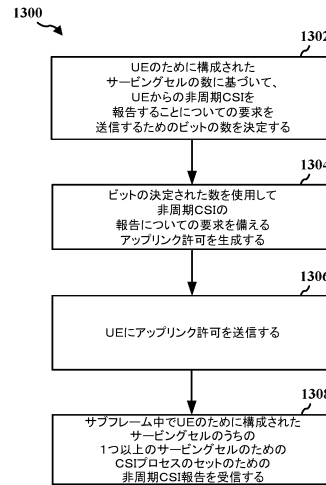 1300
1302
UEのために構成された
サービングセルの数に基づいて、
UEからの非周期CSIを
報告することについての要求を
送信するためのビットの数を決定する
1304
ビットの決定された数を使用して
非周期CSIの
報告についての要求を備える
アップリンク許可を生成する
1306
UEにアップリンク許可を送信する
1308
サブフレーム中でUEのために構成された
サービングセルのうちの
1つ以上のサービングセルのための
CSIプロセスのセットのための
非周期CSI報告を受信する